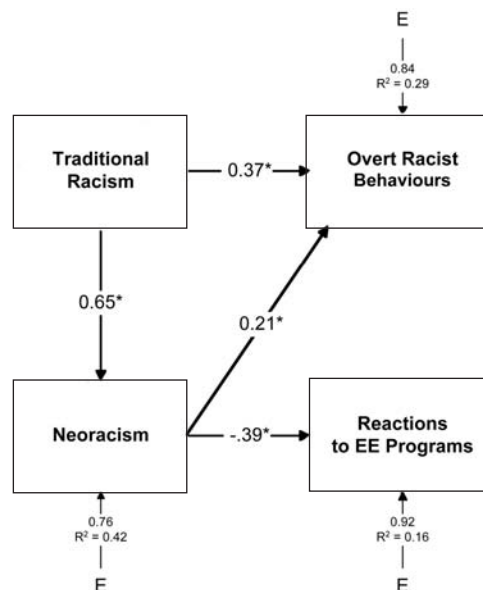 E
0.84
R² = 0.29
Traditional
Racism
0.37*
Overt Racist
Behaviours
0.65*
0.21*
Neoracism
-.39*
Reactions
to EE Programs
0.76
R² = 0.42
0.92
R² = 0.16
E
E